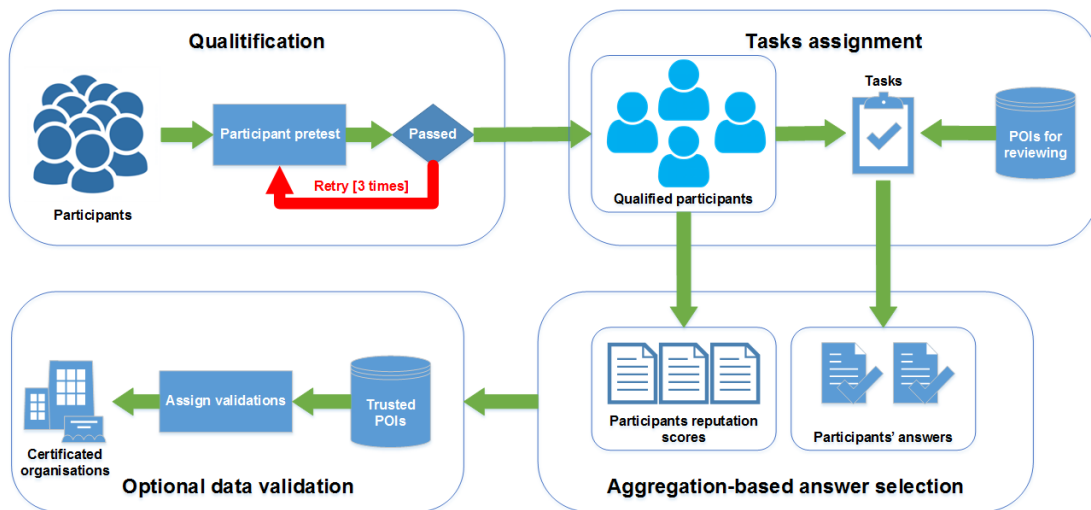 Qualitification
Participants
Participant pretest
Passed
Retry [3 times]
Tasks assignment
Qualified participants
Tasks
POIs for
reviewing
Optional data validation
Certificated
organisations
Assign validations
Trusted
POIs
Aggregation-based answer selection
Participants reputation
scores
Participants' answers